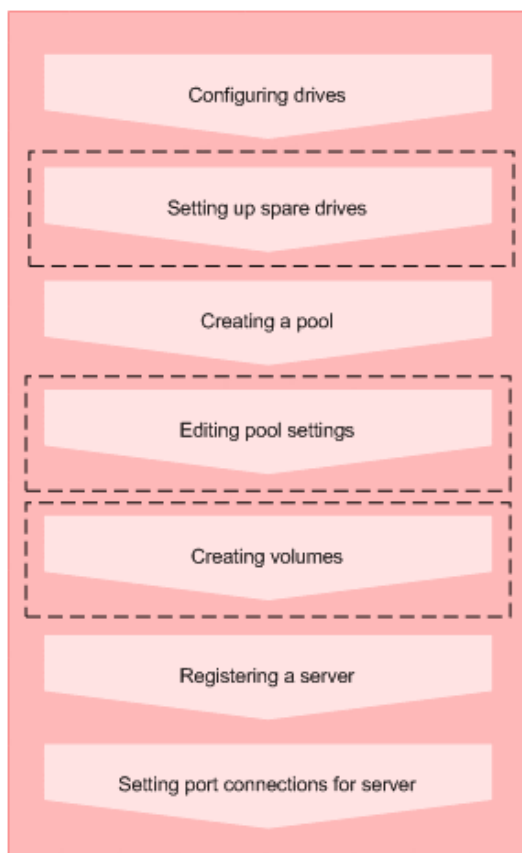 Configuring drives
Setting up spare drives
Creating a pool
Editing pool settings
Creating volumes
Registering a server
Setting port connections for server